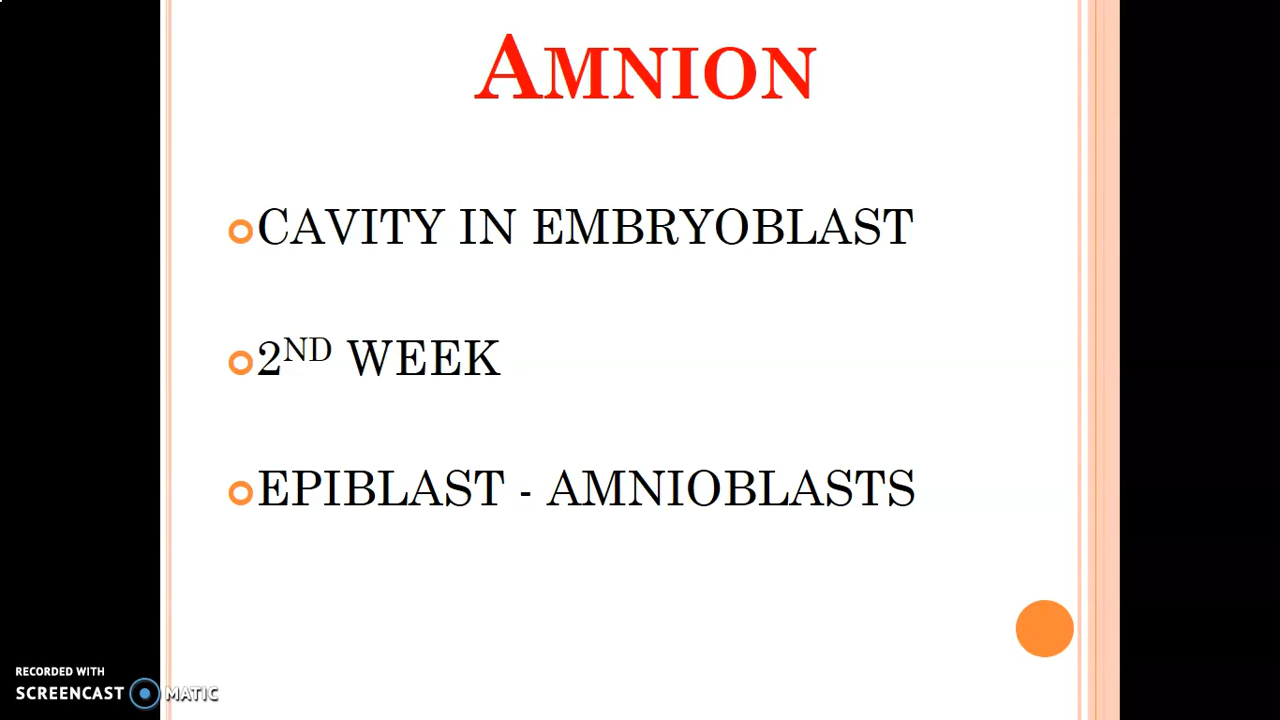 AMNION
CAVITY IN EMBRYOBLAST
2ND WEEK
EPIBLAST - AMNIOBLASTS
RECORDED WITH
SCREENCAST MATIC